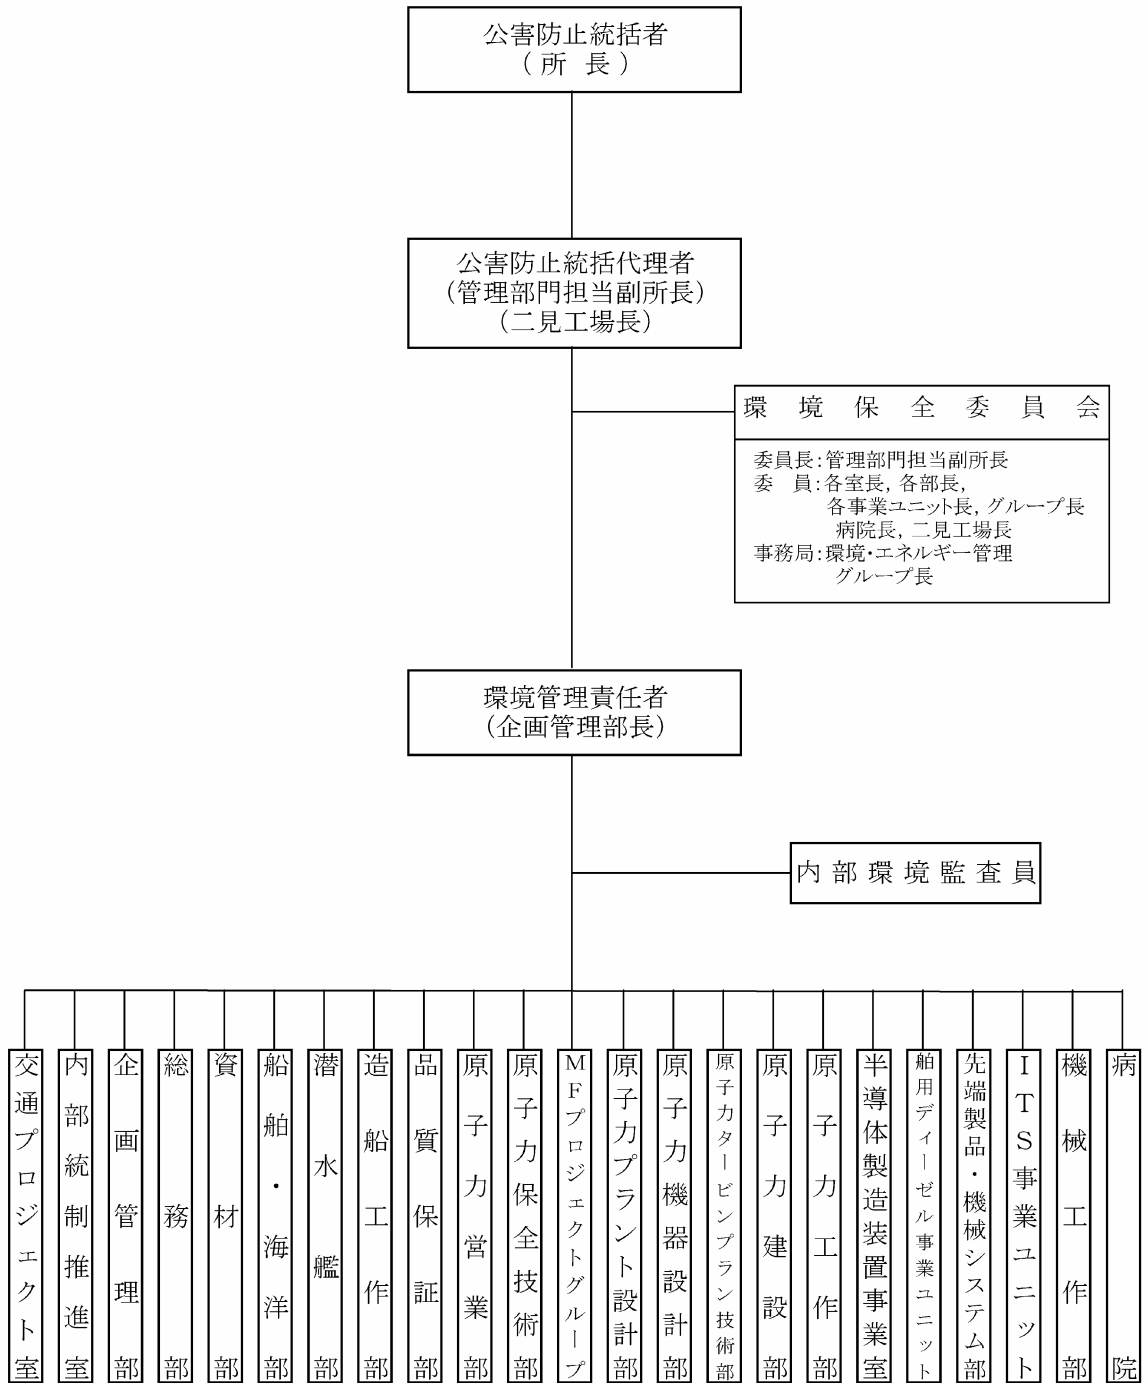 公害防止統括者
（所　長）
公害防止統括代理者
（管理部門担当副所長）
（二見工場長）
環境保全委員会
委員長：管理部門担当副所長
委　員：各室長，各部長，
各事業ユニット長，グループ長
病院長，二見工場長
事務局：環境・エネルギー管理
グループ長
環境管理責任者
（企画管理部長）
内部環境監査員
交通プロジェクト室
内部統制推進室
企画管理部
総務部
資材部
船舶・海洋部
潜水艦部
造船工作部
品質保証部
原子力営業部
原子力保全技術部
MFプロジェクトグループ
原子力プラント設計部
原子力機器設計部
原子力タービンプラン技術部
原子力建設部
原子力工作部
半導体製造装置事業室
舶用ディーゼル事業ユニット
先端製品・機械システム部
ITS事業ユニット
機械工作部
病院